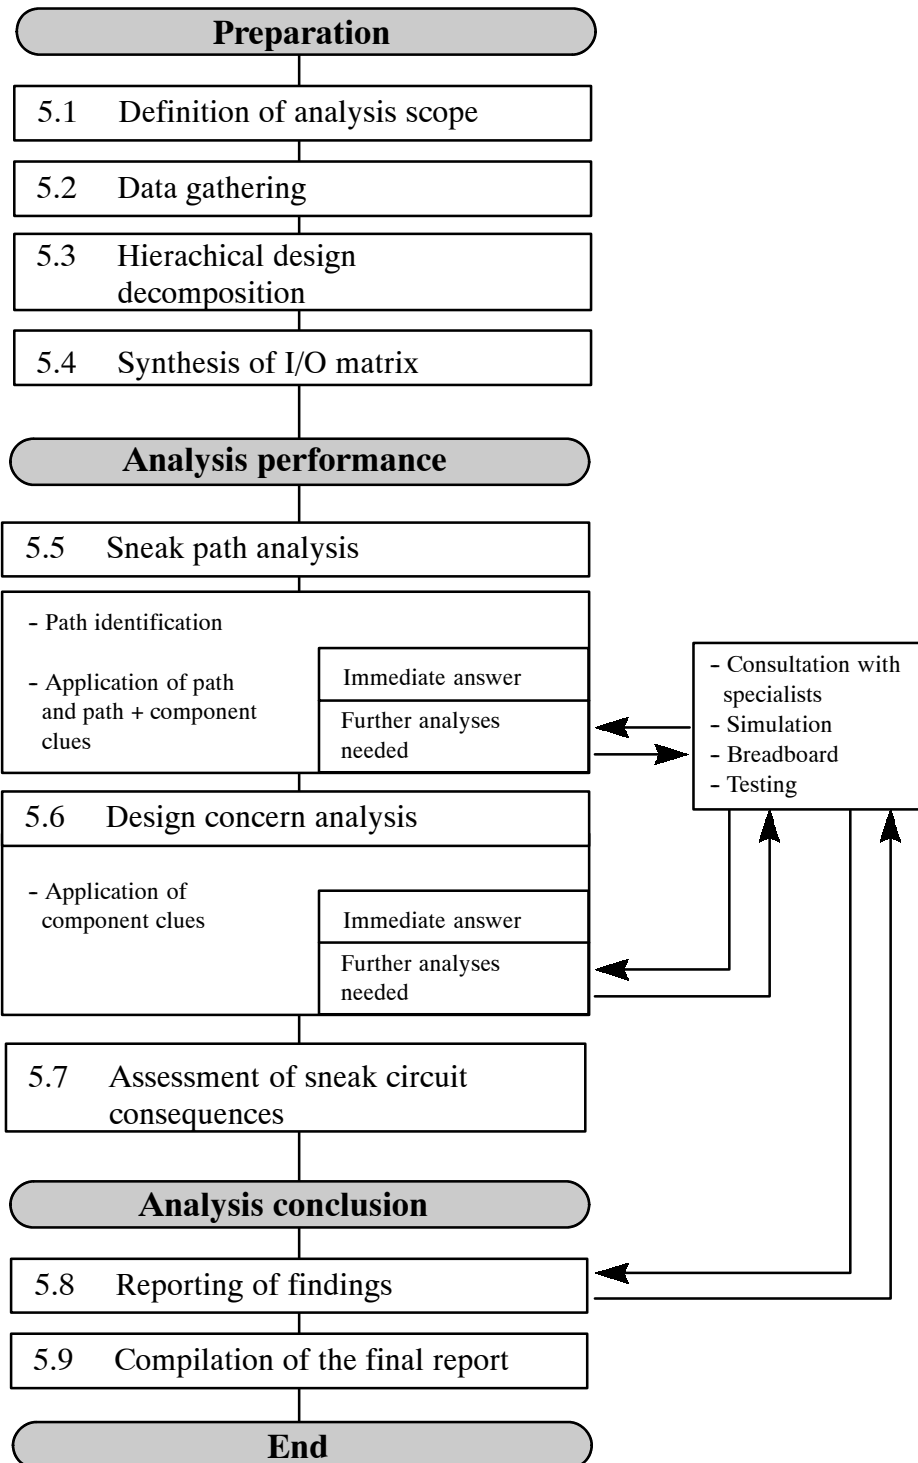 Preparation
5.1 Definition of analysis scope
5.2 Data gathering
5.3 Hierachical design
decomposition
5.4 Synthesis of I/O matrix
Analysis performance
5.5 Sneak path analysis
- Path identification
- Application of path
and path + component
clues
Immediate answer
Further analyses
needed
- Consultation with
specialists
- Simulation
- Breadboard
- Testing
5.6 Design concern analysis
- Application of
component clues
Immediate answer
Further analyses
needed
5.7 Assessment of sneak circuit
consequences
Analysis conclusion
5.8 Reporting of findings
5.9 Compilation of the final report
End